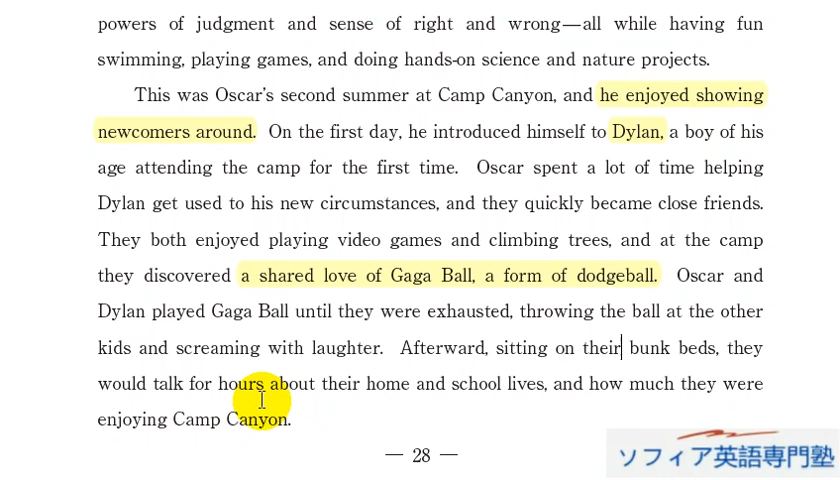 powers of judgment and sense of right and wrong—all while having fun
swimming, playing games, and doing hands-on science and nature projects.
This was Oscar's second summer at Camp Canyon, and he enjoyed showing
newcomers around. On the first day, he introduced himself to Dylan, a boy of his
age attending the camp for the first time. Oscar spent a lot of time helping
Dylan get used to his new circumstances, and they quickly became close friends.
They both enjoyed playing video games and climbing trees, and at the camp
they discovered a shared love of Gaga Ball, a form of dodgeball. Oscar and
Dylan played Gaga Ball until they were exhausted, throwing the ball at the other
kids and screaming with laughter. Afterward, sitting on their bunk beds, they
would talk for hours about their home and school lives, and how much they were
enjoying Camp Canyon.
— 28 —
ソフィア英語専門塾